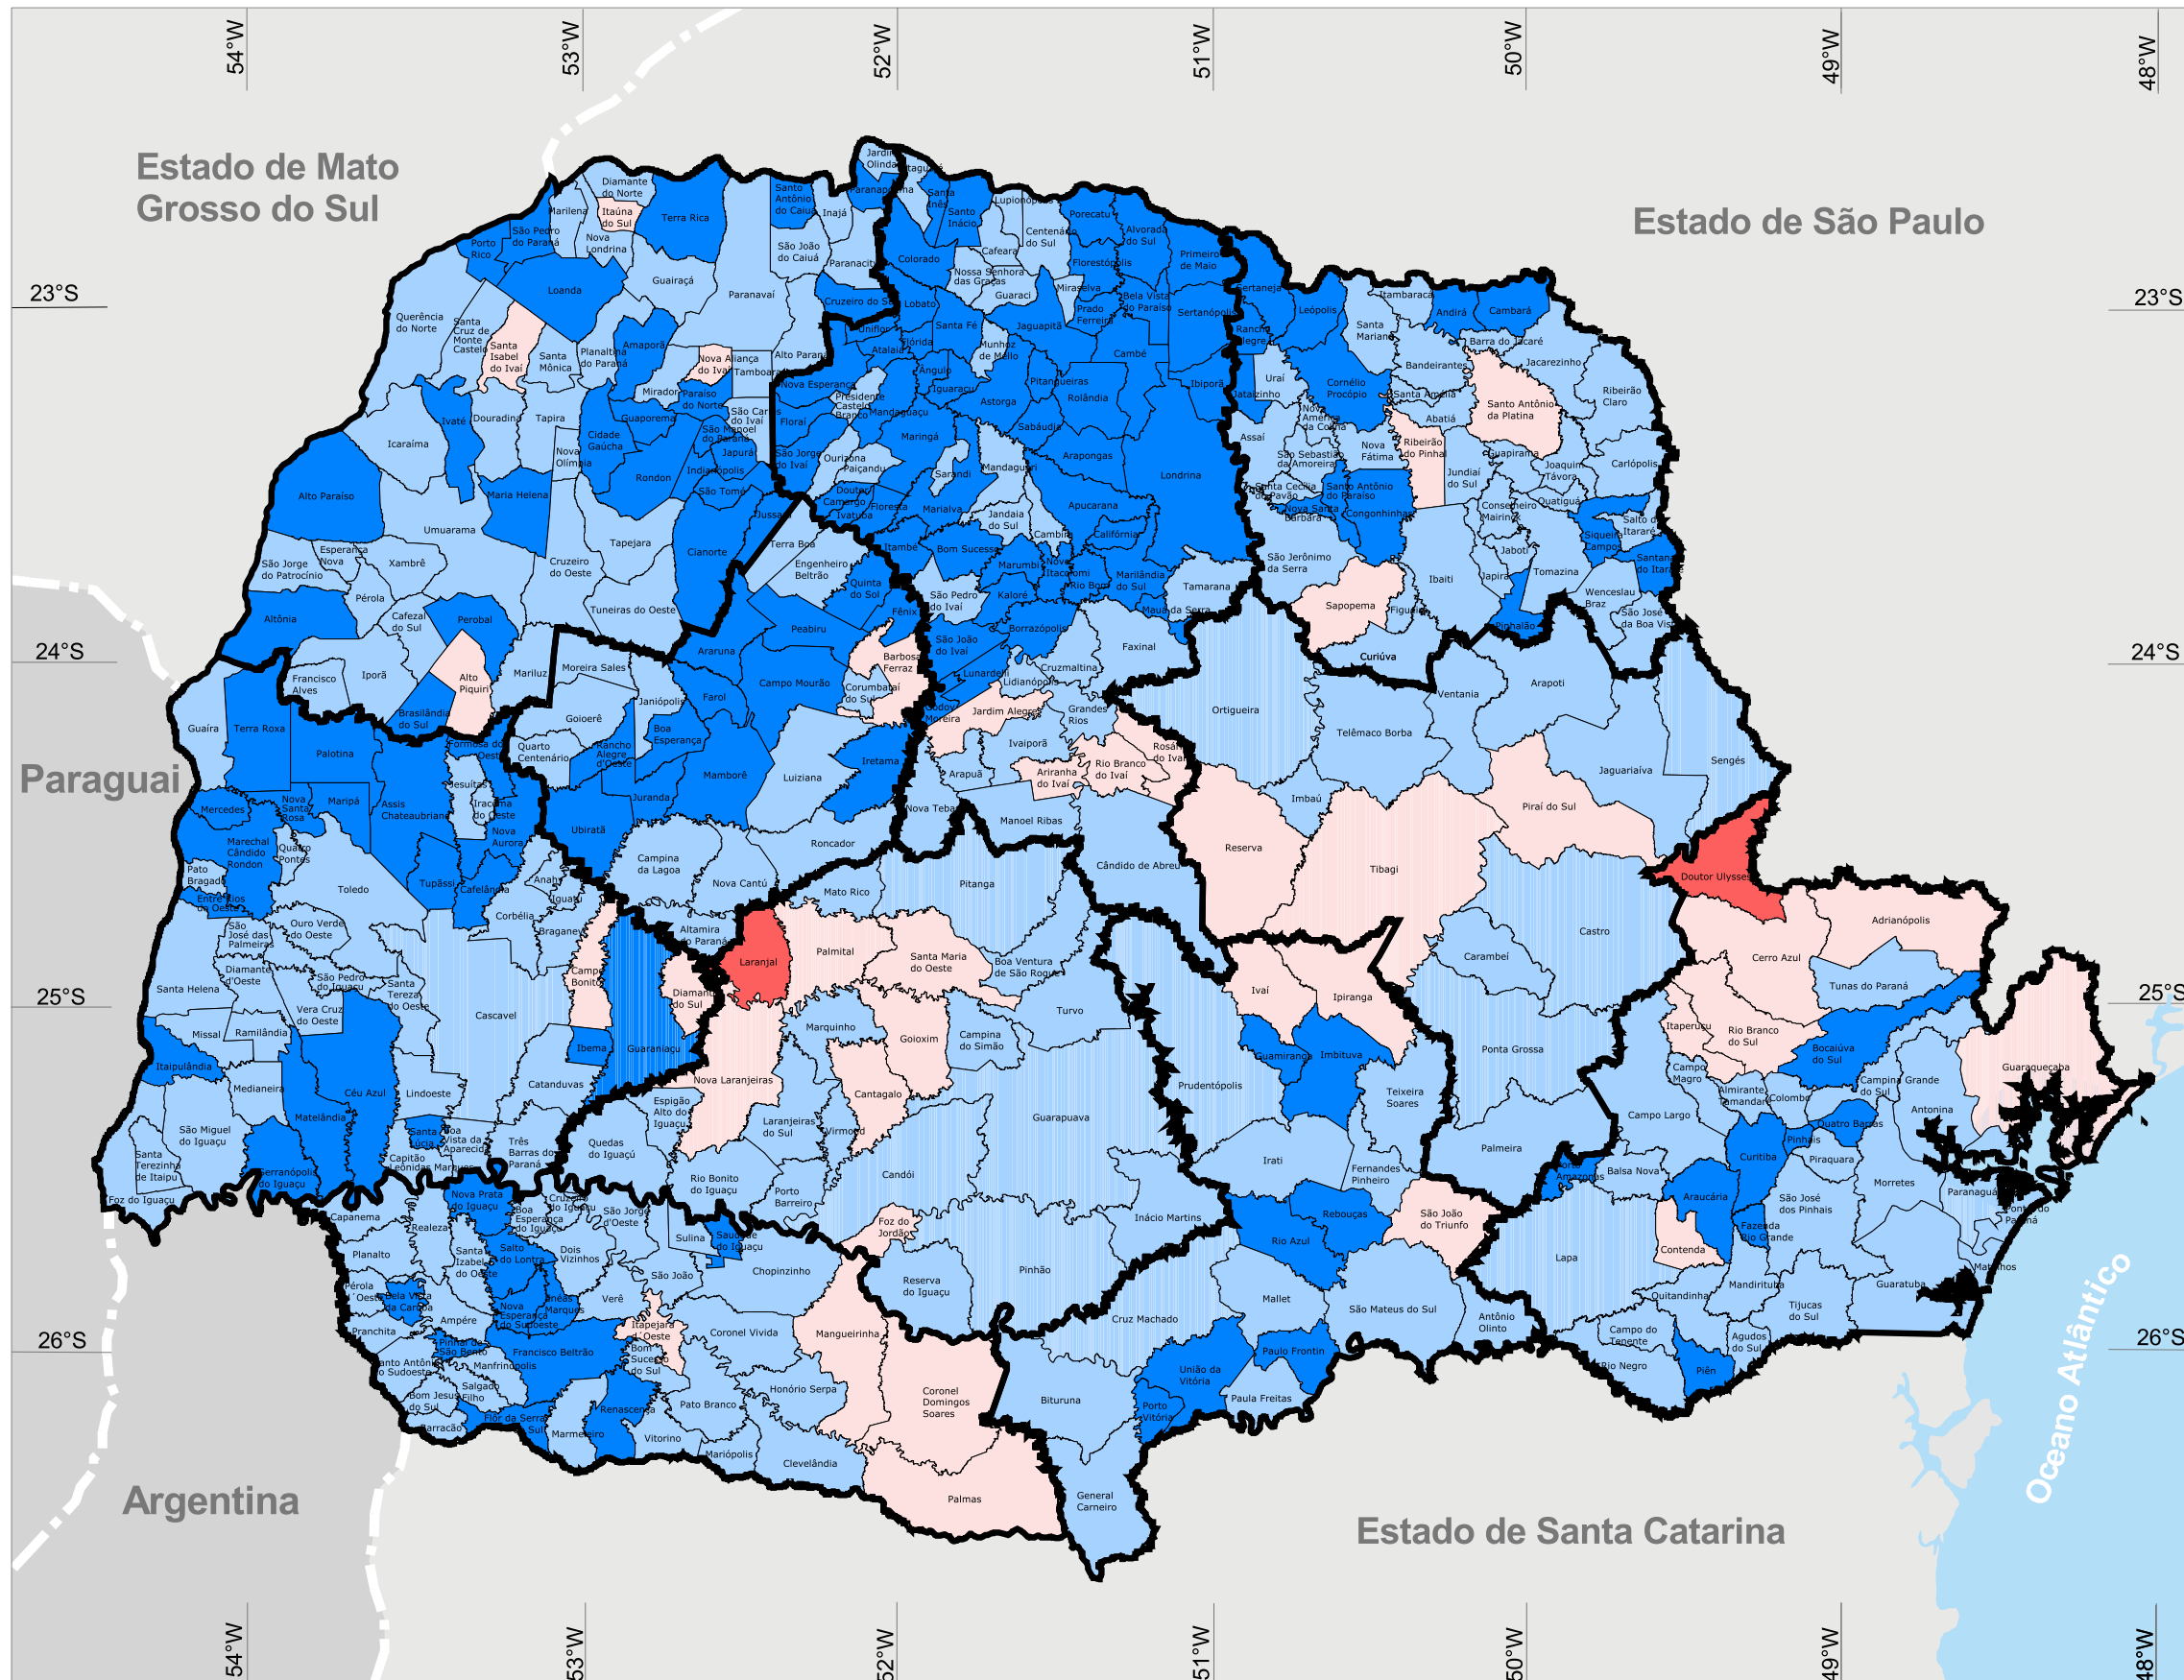 54°W
53°W
52°W
51°W
50°W
49°W
48°W
Estado de Mato
Grosso do Sul
Estado de São Paulo
Paraguai
Argentina
Estado de Santa Catarina
Oceano Atlântico
23°S
23°S
24°S
24°S
25°S
25°S
26°S
26°S
Jardim
Olinda
Diamante
do Norte
Marilena
Itaúna
do Sul
Terra Rica
Santo
Antônio
do Caiuá
Inajá
Santo
Inácio
Lupionópolis
Centenário
do Sul
Porecatu
Alvorada
do Sul
Primeiro
de Maio
Porto
Rico
São Pedro
do Paraná
Nova
Londrina
São João
do Caiuá
Paranacity
Colorado
Cafeara
Florestópolis
Loanda
Guairaçá
Paranavaí
Nossa Senhora
das Graças
Guaraci
Miraselva
Bela Vista
do Paraíso
Sertaneja
Leópolis
Itambaracá
Andirá
Cambará
Querência
do Norte
Santa
Cruz de
Monte
Castelo
Santa
Isabel
do Ivaí
Santa
Mônica
Planaltina
do Paraná
Amaporã
Nova Aliança
do Ivaí
Tamboara
Alto Paraná
Cruzeiro do Sul
Lobato
Uniflor
Flórida
Santa Fé
Atalaia
Jaguapitã
Prado
Ferreira
Sertanópolis
Rancho
Alegre
Santa
Mariana
Barra do Jacaré
Jacarezinho
Bandeirantes
Ribeirão
Claro
Munhoz
de Mello
Cambé
Mirador
Paraíso
do Norte
Nova Esperança
Presidente
Castelo
Branco
Mandaguaçu
Ângulo
Iguaraçu
Astorga
Pitangueiras
Rolândia
Ibiporã
Jataizinho
Uraí
Cornélio
Procópio
Santa Amélia
Abatiá
Santo Antônio
da Platina
Icaraíma
Ivaté
Douradina
Tapira
Cidade
Gaúcha
Guaporema
São Carlos
do Ivaí
São Manoel
do Paraná
Japurá
Floraí
São Jorge
do Ivaí
Maringá
Sabáudia
Assaí
Nova
América
da Colina
São Sebastião
da Amoreira
Nova
Fátima
Ribeirão
do Pinhal
Guapirama
Joaquim
Távora
Carlópolis
Nova
Olímpia
Rondon
Indianópolis
São Tomé
Ourizona
Paiçandu
Sarandi
Mandaguari
Arapongas
Londrina
Jundiaí
do Sul
Quatiguá
Alto Paraíso
Maria Helena
Umuarama
Jussara
Doutor
Camargo
Ivatuba
Floresta
Marialva
Jandaia
do Sul
Apucarana
Santa Cecília
do Pavão
Santo Antônio
do Paraíso
Nova Santa
Bárbara
Congonhinhas
Conselheiro
Mairinck
Siqueira
Campos
Salto do
Itararé
Tapejara
Cianorte
Terra Boa
Itambé
Bom Sucesso
Cambira
Califórnia
São Jerônimo
da Serra
Jaboti
Santana
do Itararé
São Jorge
do Patrocínio
Esperança
Nova
Xambrê
Cruzeiro
do Oeste
Engenheiro
Beltrão
Quinta
do Sol
Marumbi
Novo
Itacolomi
Rio Bom
Marilândia
do Sul
Tamarana
Ibaiti
Japira
Tomazina
Wenceslau
Braz
Pérola
Tuneiras do Oeste
São Pedro
do Ivaí
Kaloré
Mauá da Serra
Sapopema
Figueira
Pinhalão
São José
da Boa Vista
Altônia
Cafezal
do Sul
Perobal
Peabiru
Fênix
Borrazópolis
Faxinal
Curiúva
Francisco
Alves
Iporã
Alto
Piquiri
Mariluz
Moreira Sales
Araruna
Barbosa
Ferraz
São João
do Ivaí
Cruzmaltina
Lidianópolis
Lunardelli
Brasilândia
do Sul
Janiópolis
Farol
Campo Mourão
Corumbataí
do Sul
Godoy
Moreira
Jardim Alegre
Grandes
Rios
Ortigueira
Ventania
Arapoti
Telêmaco Borba
Guaíra
Terra Roxa
Palotina
Formosa do
Oeste
Goioerê
Quarto
Centenário
Rancho
Alegre
d'Oeste
Boa
Esperança
Mamborê
Luiziana
Iretama
Ivaiporã
Arapuã
Ariranha
do Ivaí
Rio Branco
do Ivaí
Jaguariaíva
Sengés
Jesuítas
Iracema
do Oeste
Juranda
Nova Tebas
Imbaú
Piraí do Sul
Mercedes
Nova
Santa
Rosa
Maripá
Assis
Chateaubriand
Nova
Aurora
Ubiratã
Roncador
Manoel Ribas
Reserva
Tibagi
Marechal
Cândido
Rondon
Quatro
Pontes
Pato
Bragado
Toledo
Tupãssi
Cafelândia
Anahy
Iguatu
Campina
da Lagoa
Nova Cantú
Mato Rico
Pitanga
Cândido de Abreu
Doutor Ulysses
Entre Rios
do Oeste
São
José das
Palmeiras
Ouro Verde
do Oeste
Corbélia
Braganey
Altamira
do Paraná
Laranjal
Palmital
Santa Maria
do Oeste
Boa Ventura
de São Roque
Castro
Carambeí
Adrianópolis
Cerro Azul
Santa Helena
Diamante
d'Oeste
São Pedro
do Iguaçu
Santa
Tereza
do Oeste
Campo
Bonito
Diamante
do Sul
Ivaí
Ipiranga
Tunas do Paraná
Vera Cruz
do Oeste
Cascavel
Missal
Ramilândia
Ibema
Guaraniaçu
Marquinho
Goioxim
Campina
do Simão
Turvo
Guamiranga
Imbituva
Ponta Grossa
Itaperuçu
Rio Branco
do Sul
Bocaiúva
do Sul
Guaraqueçaba
Itaipulândia
Medianeira
Céu Azul
Lindoeste
Catanduvas
Nova Laranjeiras
Cantagalo
Prudentópolis
Teixeira
Soares
Campo
Magro
Almirante
Tamandaré
Colombo
Campina
do Sul
Grande
Antonina
São Miguel
do Iguaçu
Matelândia
Espigão
Alto do
Iguaçu
Laranjeiras
do Sul
Virmond
Guarapuava
Campo Largo
Quatro Barras
Santa
Terezinha
de Itaipu
Foz do Iguaçu
Serranópolis
do Iguaçu
Santa
Lúcia
Boa
Vista da
Aparecida
Capitão
Leônidas Marques
Três
Barras do
Paraná
Quedas
do Iguaçú
Rio Bonito
do Iguaçu
Porto
Barreiro
Candói
Irati
Fernandes
Pinheiro
Palmeira
Porto
Amazonas
Balsa Nova
Curitiba
Pinhais
Piraquara
Morretes
Paranaguá
Pontal do
Paraná
Capanema
Realeza
Nova Prata
do Iguaçu
Boa
Esperança
do Iguaçu
Cruzeiro
do Iguaçu
São Jorge
d'Oeste
Sulina
Saudade
do Iguaçu
Foz do
Jordão
Inácio Martins
Rebouças
Rio Azul
São João
do Triunfo
Araucária
Fazenda
Rio Grande
São José
dos Pinhais
Contenda
Lapa
Planalto
Santa
Izabel
do Oeste
Salto
do Lontra
Dois
Vizinhos
São João
Chopinzinho
Reserva
do Iguaçu
Pinhão
Mallet
São Mateus do Sul
Antônio
Olinto
Quitandinha
Mandirituba
Tijucas
do Sul
Guaratuba
Matinhos
Pérola
d´Oeste
Bela Vista
da Caroba
Ampére
Nova
Esperança
do Sudoeste
Enéas
Marques
Verê
Itapejara
d´Oeste
Coronel Vivida
Mangueirinha
Cruz Machado
Campo do
Tenente
Agudos
do Sul
Pranchita
Pinhal de
São Bento
Francisco Beltrão
Bom
Sucesso
do Sul
União da
Vitória
Paulo Frontin
Rio Negro
Piên
Santo Antônio
do Sudoeste
Manfrinópolis
Salgado
Filho
Bom Jesus
do Sul
Barracão
Flor da Serra
Sul
Marmeleiro
Renascença
Vitorino
Pato Branco
Honório Serpa
Mariópolis
Clevelândia
Coronel
Domingos
Soares
Palmas
Bituruna
Porto
Vitória
Paula Freitas
General
Carneiro
54°W
53°W
52°W
51°W
50°W
49°W
48°W